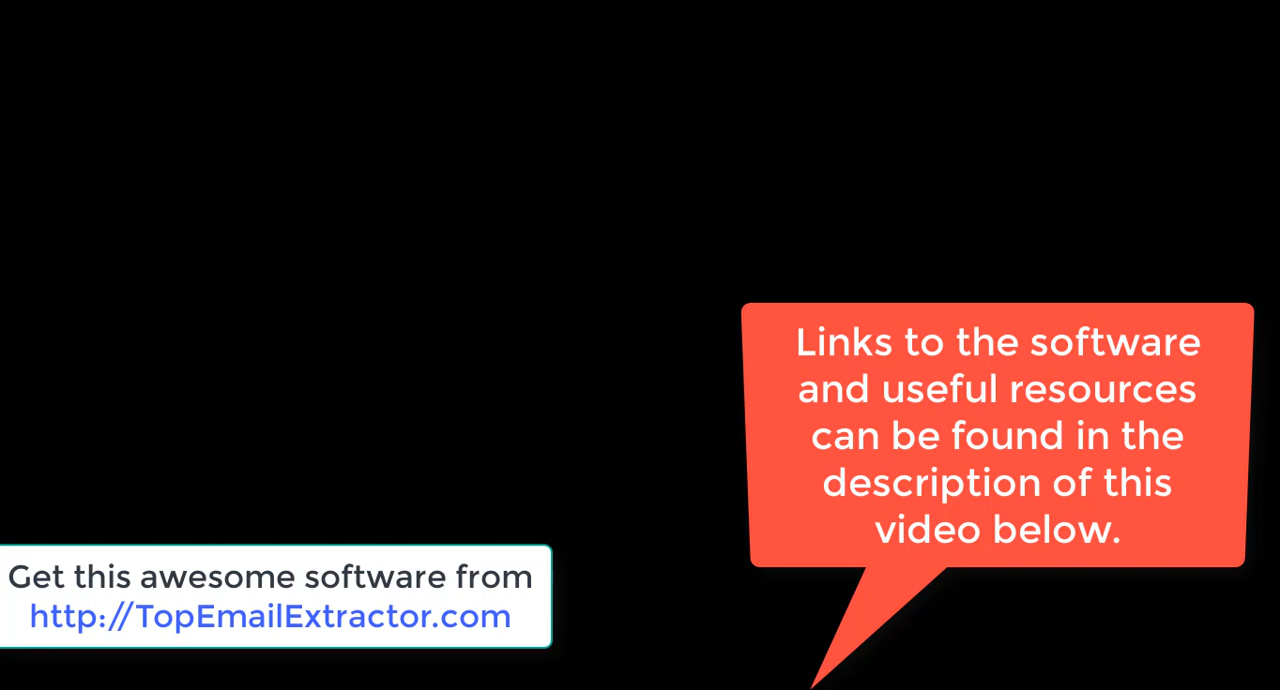 Links to the software
and useful resources
can be found in the
description of this
video below.
Get this awesome software from
http://TopEmailExtractor.com